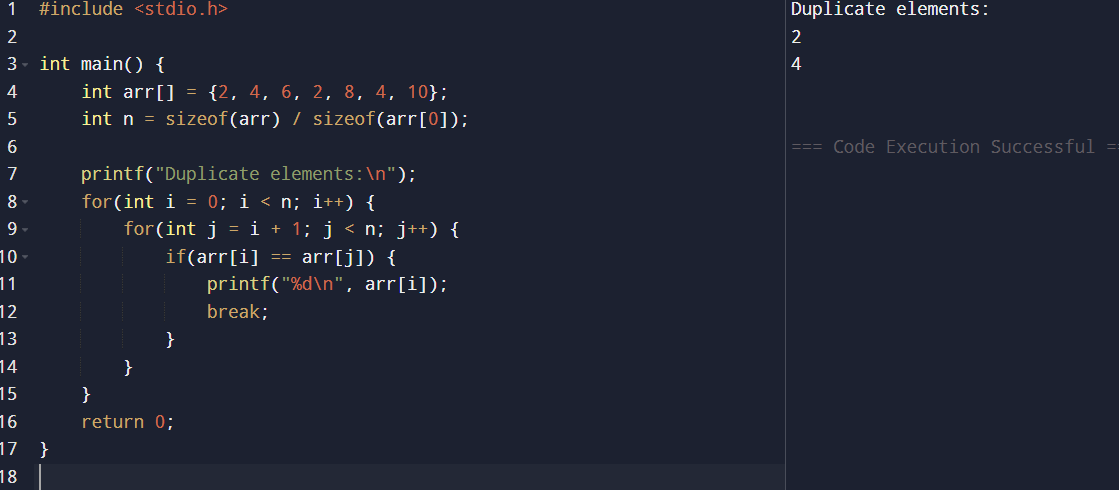 1 #include <stdio.h>
2
3 int main() {
4     int arr[] = {2, 4, 6, 2, 8, 4, 10};
5     int n = sizeof(arr) / sizeof(arr[0]);
6
7     printf("Duplicate elements:\n");
8     for(int i = 0; i < n; i++) {
9         for(int j = i + 1; j < n; j++) {
10             if(arr[i] == arr[j]) {
11                 printf("%d\n", arr[i]);
12                 break;
13             }
14         }
15     }
16     return 0;
17 }
18
Duplicate elements:
2
4
=== Code Execution Successful ==